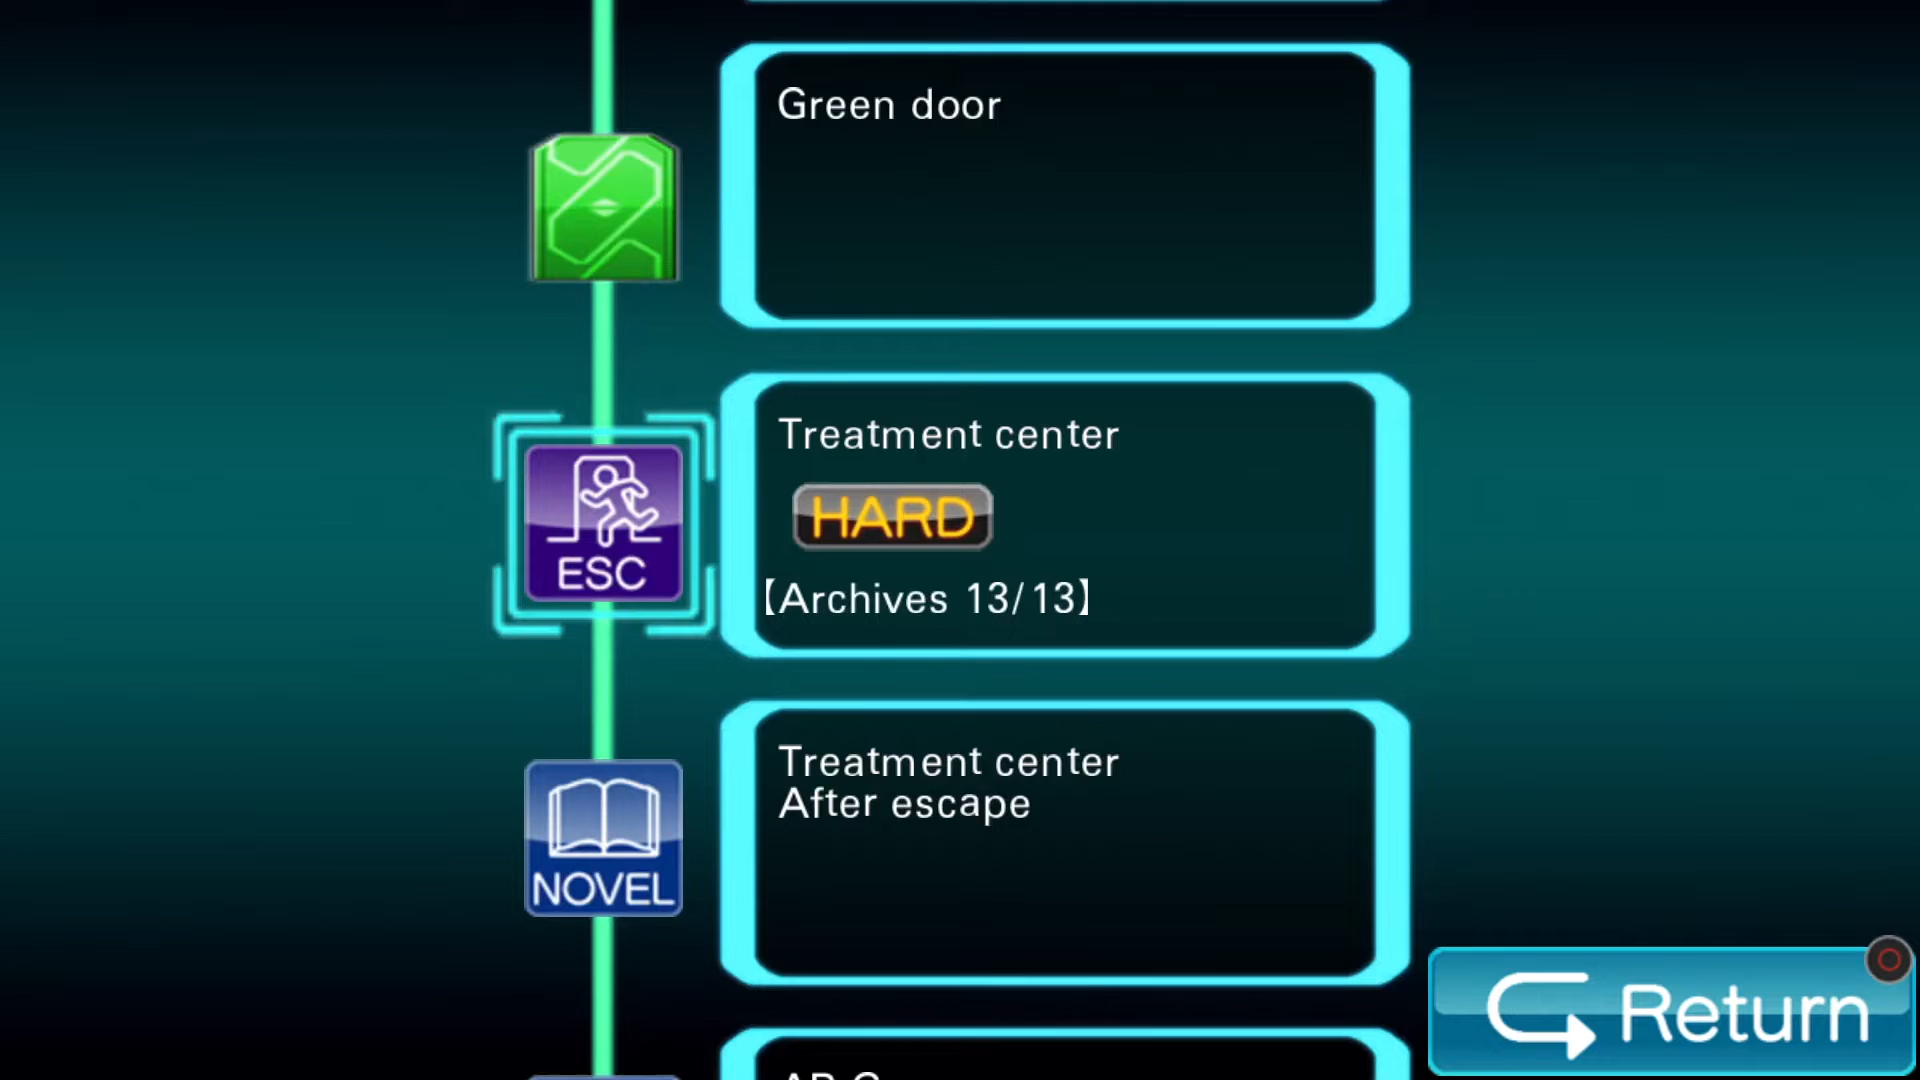 Green door
Treatment center
HARD
ESC
【Archives 13/13】
Treatment center
After escape
NOVEL
Return